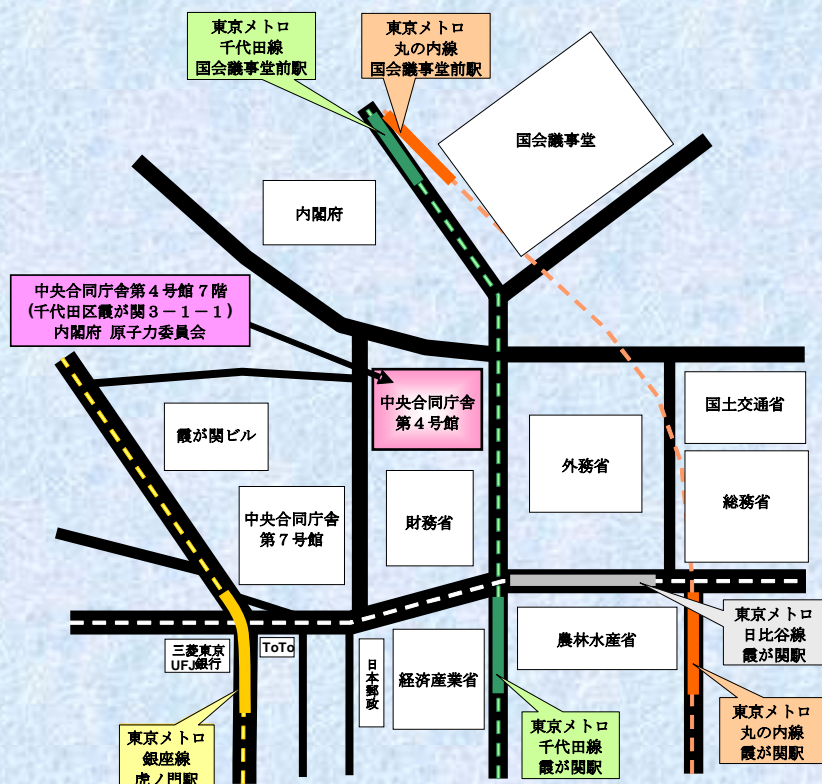 東京メトロ
千代田線
国会議事堂前駅
東京メトロ
丸の内線
国会議事堂前駅
国会議事堂
内閣府
中央合同庁舎第４号館７階
(千代田区霞が関３－１－１)
内閣府 原子力委員会
中央合同庁舎
第４号館
国土交通省
霞が関ビル
外務省
総務省
中央合同庁舎
第７号館
財務省
東京メトロ
日比谷線
霞が関駅
農林水産省
三菱東京
UFJ銀行
ToTo
日本郵政
経済産業省
東京メトロ
丸の内線
霞が関駅
東京メトロ
千代田線
霞が関駅
東京メトロ
銀座線
虎ノ門駅